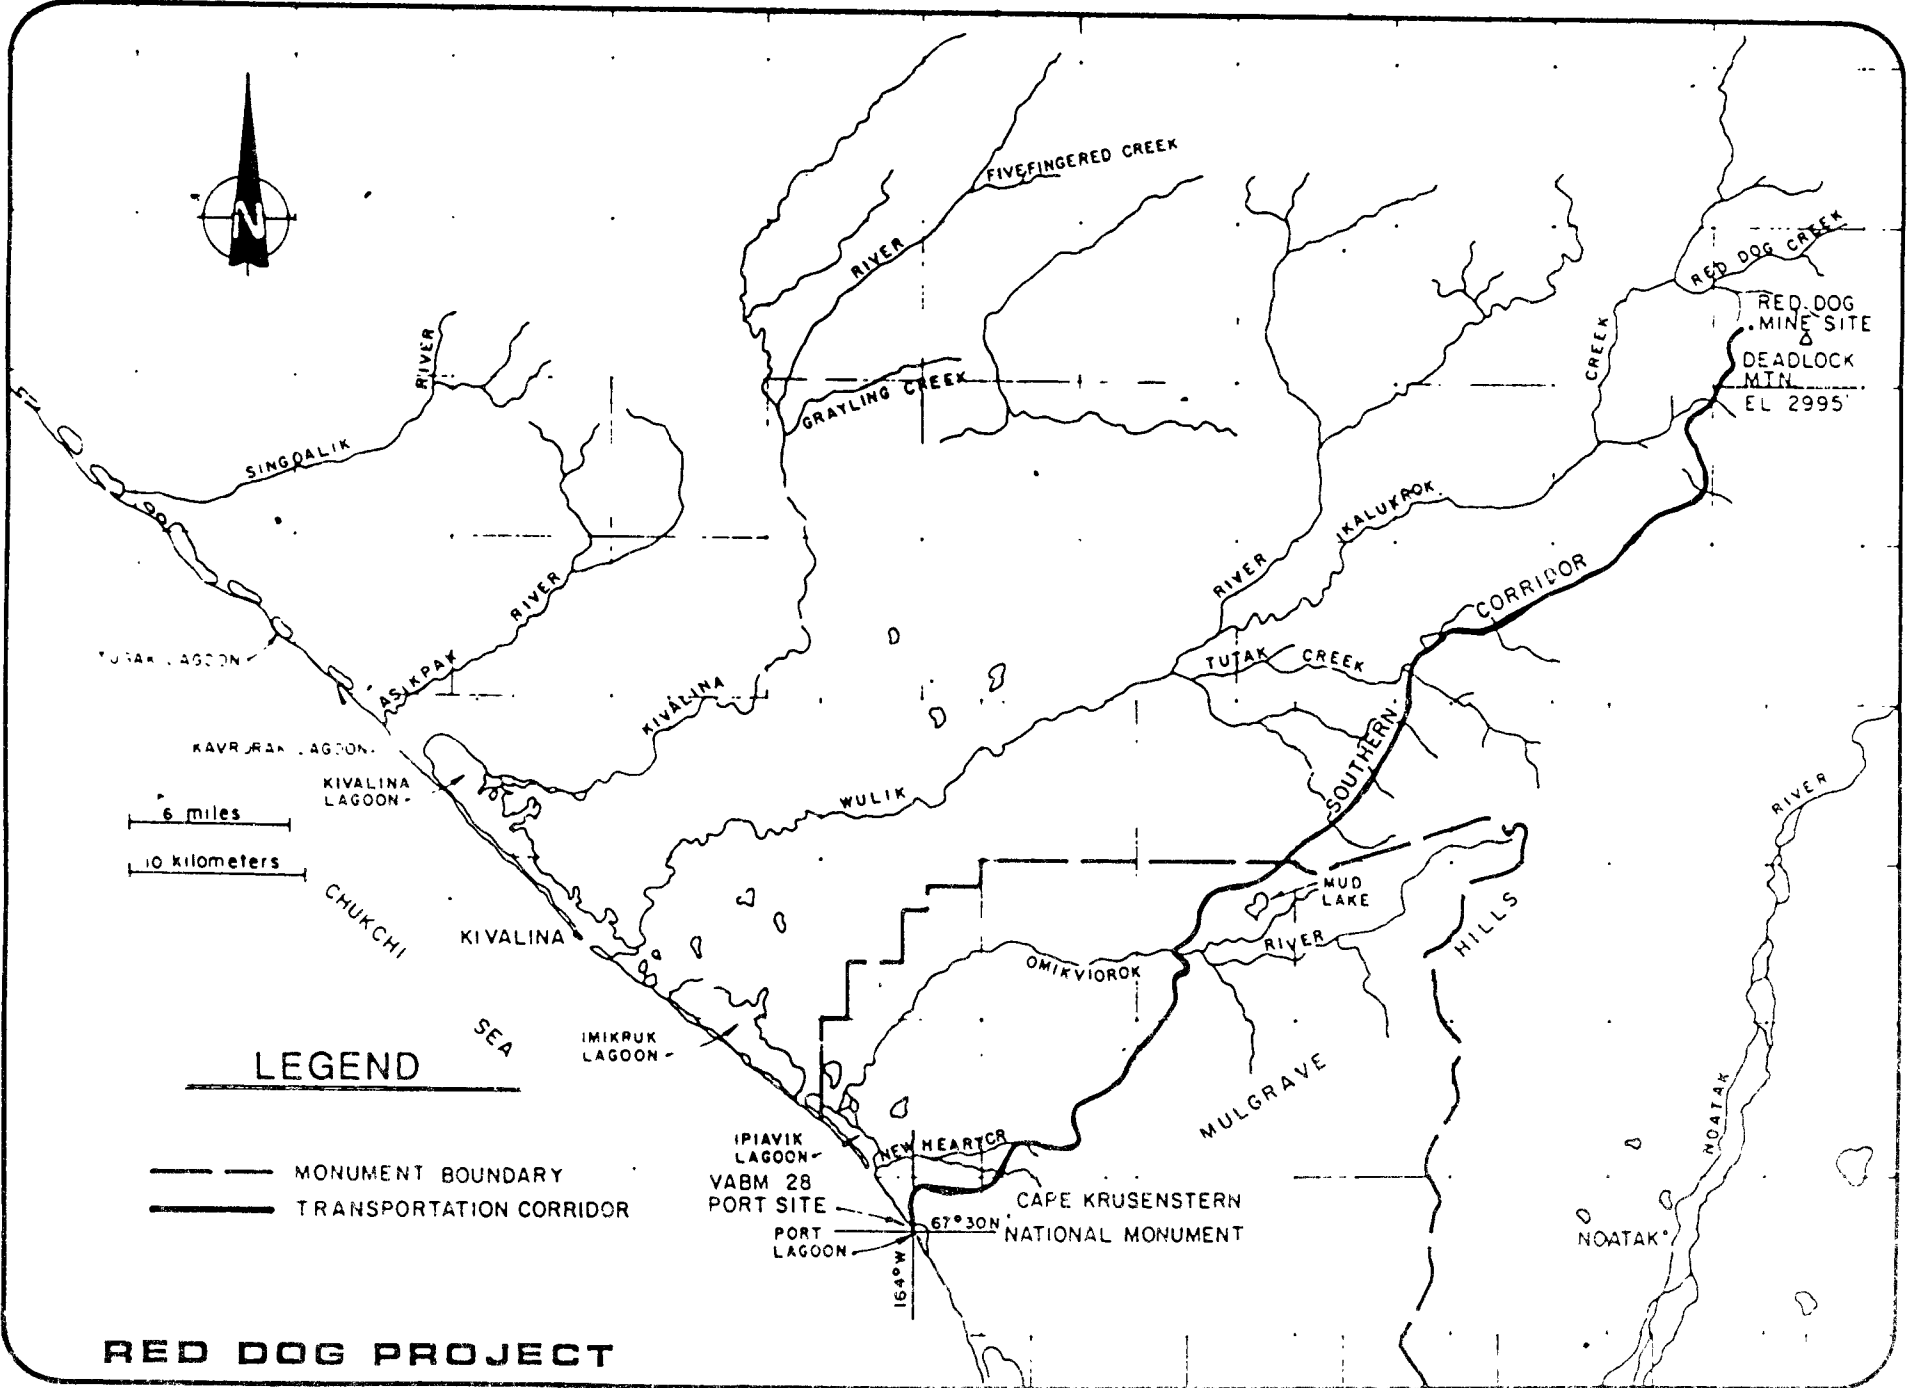 N
FIVEFINGERED CREEK
RIVER
RED DOG CREEK
RED DOG
MINE SITE
DEADLOCK
MTN
EL 2995'
CREEK
RIVER
GRAYLING CREEK
SINGOALIK
IKALUKROK
RIVER
RIVER
CORRIDOR
TUTAK CREEK
ASIKPAK
KIVALINA
LAGOON
SOUTHERN
KIVALINA
LAGOON
WULIK
RIVER
6 miles
10 kilometers
MUD
LAKE
CHUKCHI
SEA
KIVALINA
HILLS
RIVER
OMIKVIOROK
IMIKRUK
LAGOON
LEGEND
MULGRAVE
NOATAK
IPIAVIK
LAGOON
NEW HEART CR
MONUMENT BOUNDARY
TRANSPORTATION CORRIDOR
VABM 28
PORT SITE
CAPE KRUSENSTERN
NATIONAL MONUMENT
67°30N
PORT
LAGOON
164°W
NOATAK
RED DOG PROJECT